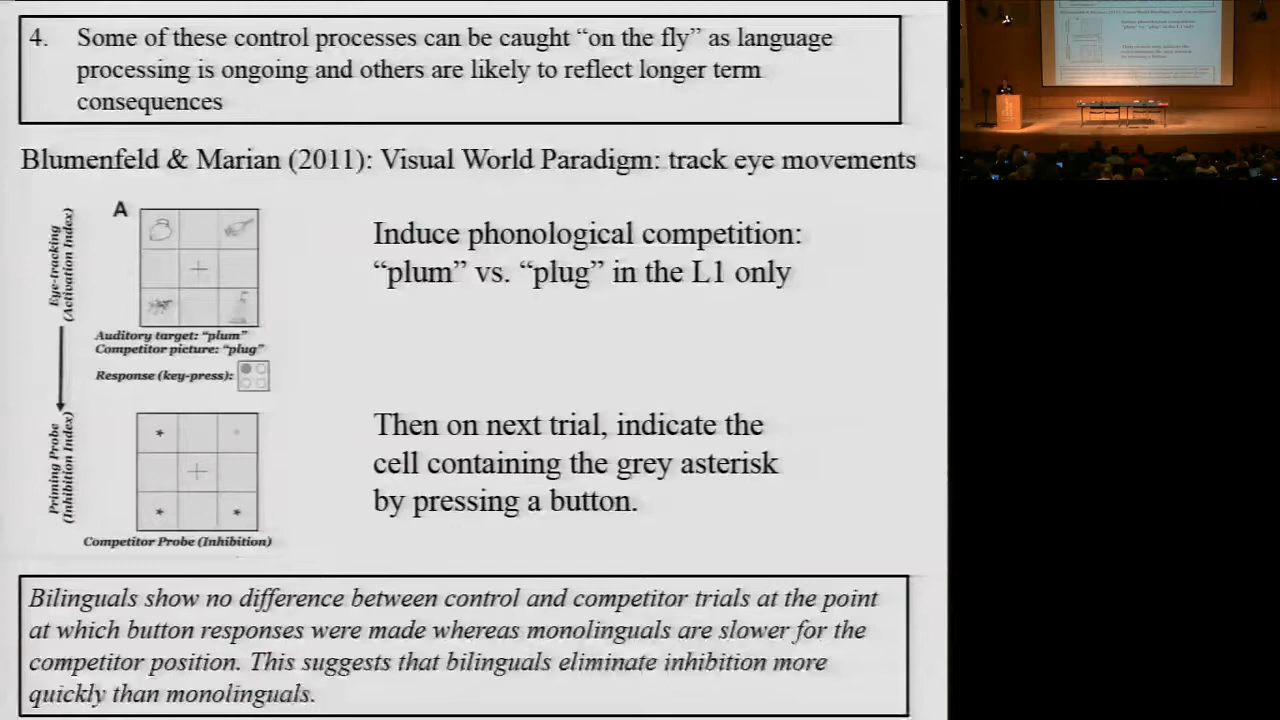 4. Some of these control processes can be caught “on the fly” as language
processing is ongoing and others are likely to reflect longer term
consequences
Blumenfeld & Marian (2011): Visual World Paradigm: track eye movements
A
Eye-tracking
(Activation Index)
Induce phonological competition:
“plum” vs. “plug” in the L1 only
Auditory target: “plum”
Competitor picture: “plug”
Response (key-press):
Priming Probe
(Inhibition Index)
Then on next trial, indicate the
cell containing the grey asterisk
by pressing a button.
Competitor Probe (Inhibition)
Bilinguals show no difference between control and competitor trials at the point
at which button responses were made whereas monolinguals are slower for the
competitor position. This suggests that bilinguals eliminate inhibition more
quickly than monolinguals.